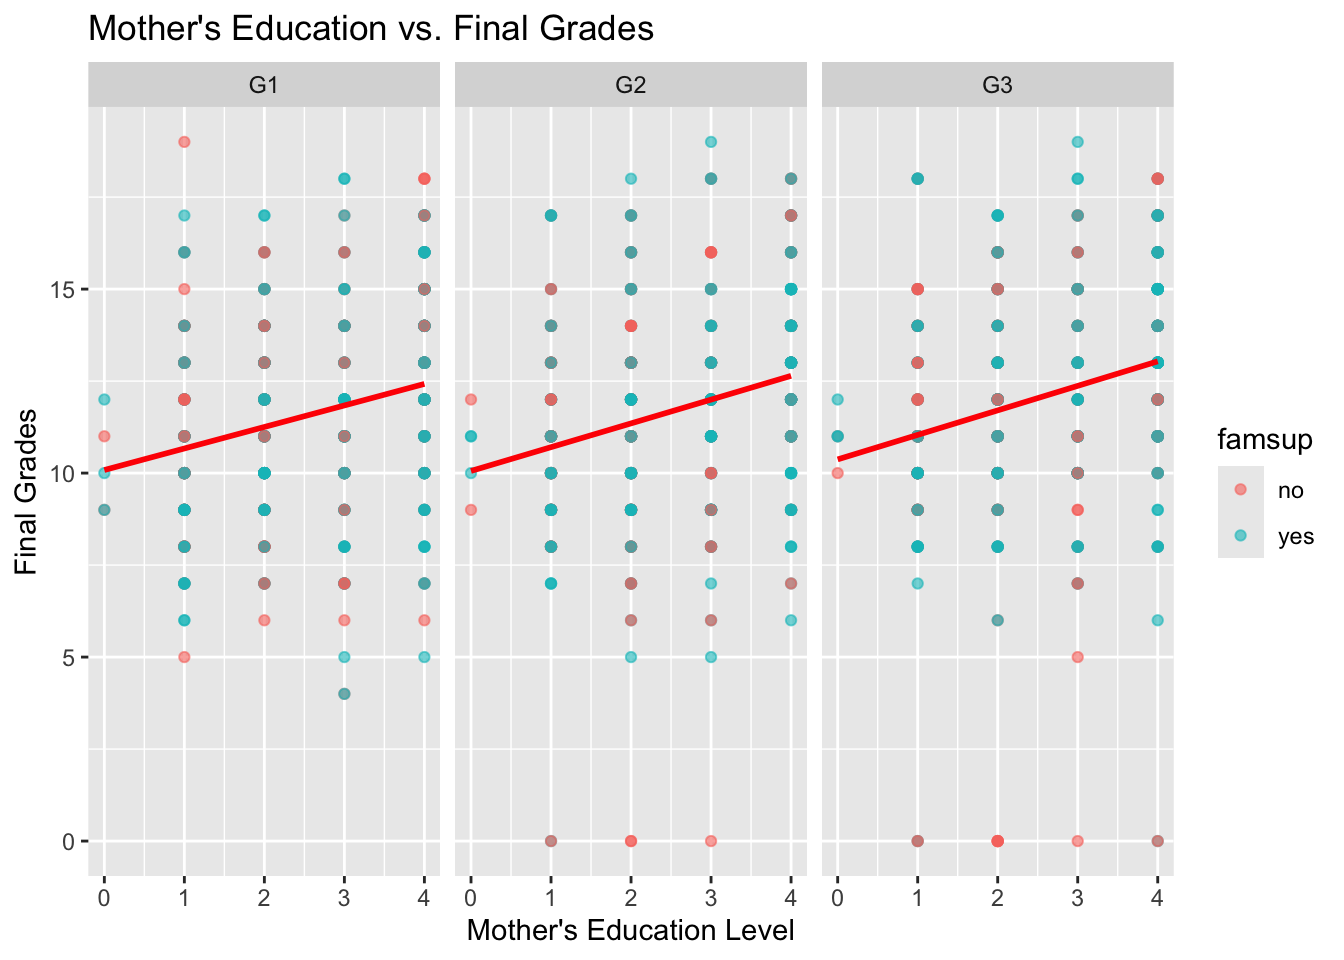 Mother's Education vs. Final Grades
G1 G2 G3
15
10
5
0
Final Grades
0 1 2 3 4 0 1 2 3 4 0 1 2 3 4
Mother's Education Level
famsup
no
yes